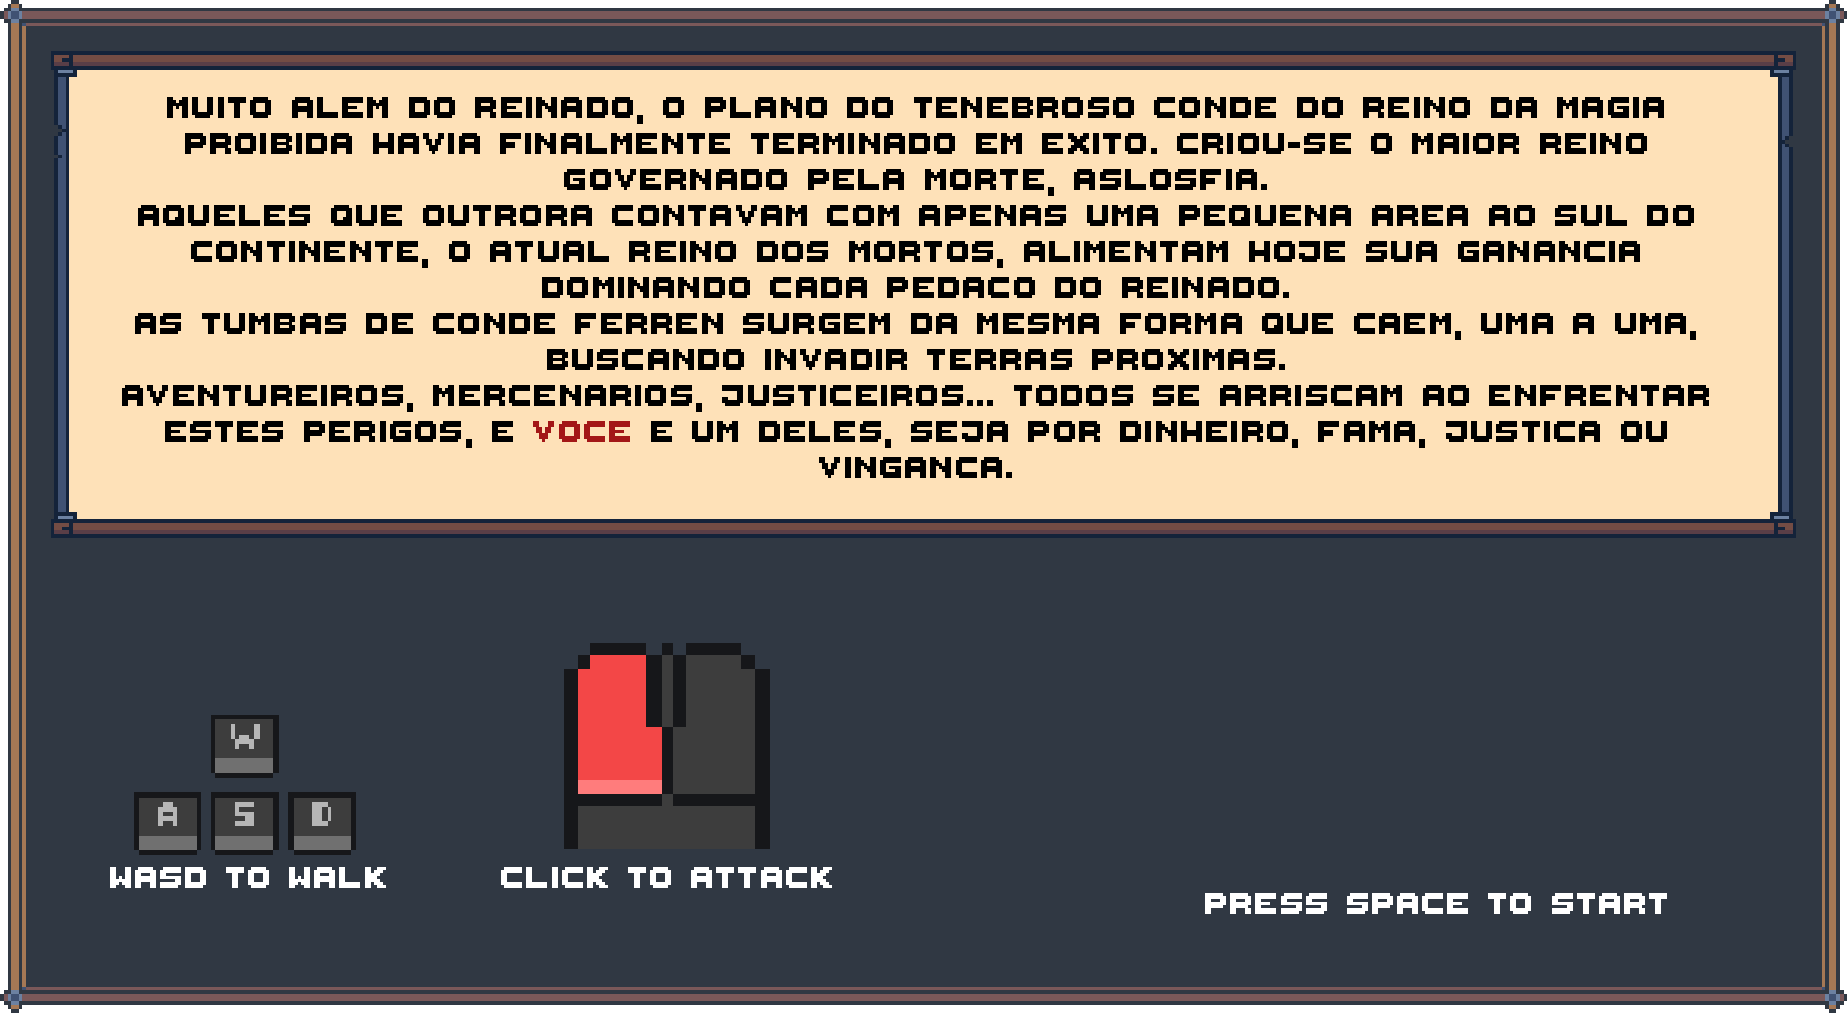 MUITO ALEM DO REINADO, O PLANO DO TENEBROSO CONDE DO REINO DA MAGIA
PROIBIDA HAVIA FINALMENTE TERMINADO EM EXITO. CRIOU-SE O MAIOR REINO
GOVERNADO PELA MORTE, ASLOSFIA.
AQUELES QUE OUTRORA CONTAVAM COM APENAS UMA PEQUENA AREA AO SUL DO
CONTINENTE, O ATUAL REINO DOS MORTOS, ALIMENTAM HOJE SUA GANANCIA
DOMINANDO CADA PEDACO DO REINADO.
AS TUMBAS DE CONDE FERREN SURGEM DA MESMA FORMA QUE CAEM, UMA A UMA,
BUSCANDO INVADIR TERRAS PROXIMAS.
AVENTUREIROS, MERCENARIOS, JUSTICEIROS... TODOS SE ARRISCAM AO ENFRENTAR
ESTES PERIGOS, E VOCE E UM DELES, SEJA POR DINHEIRO, FAMA, JUSTICA OU
VINGANCA.
W
A S D
WASD TO WALK
CLICK TO ATTACK
PRESS SPACE TO START